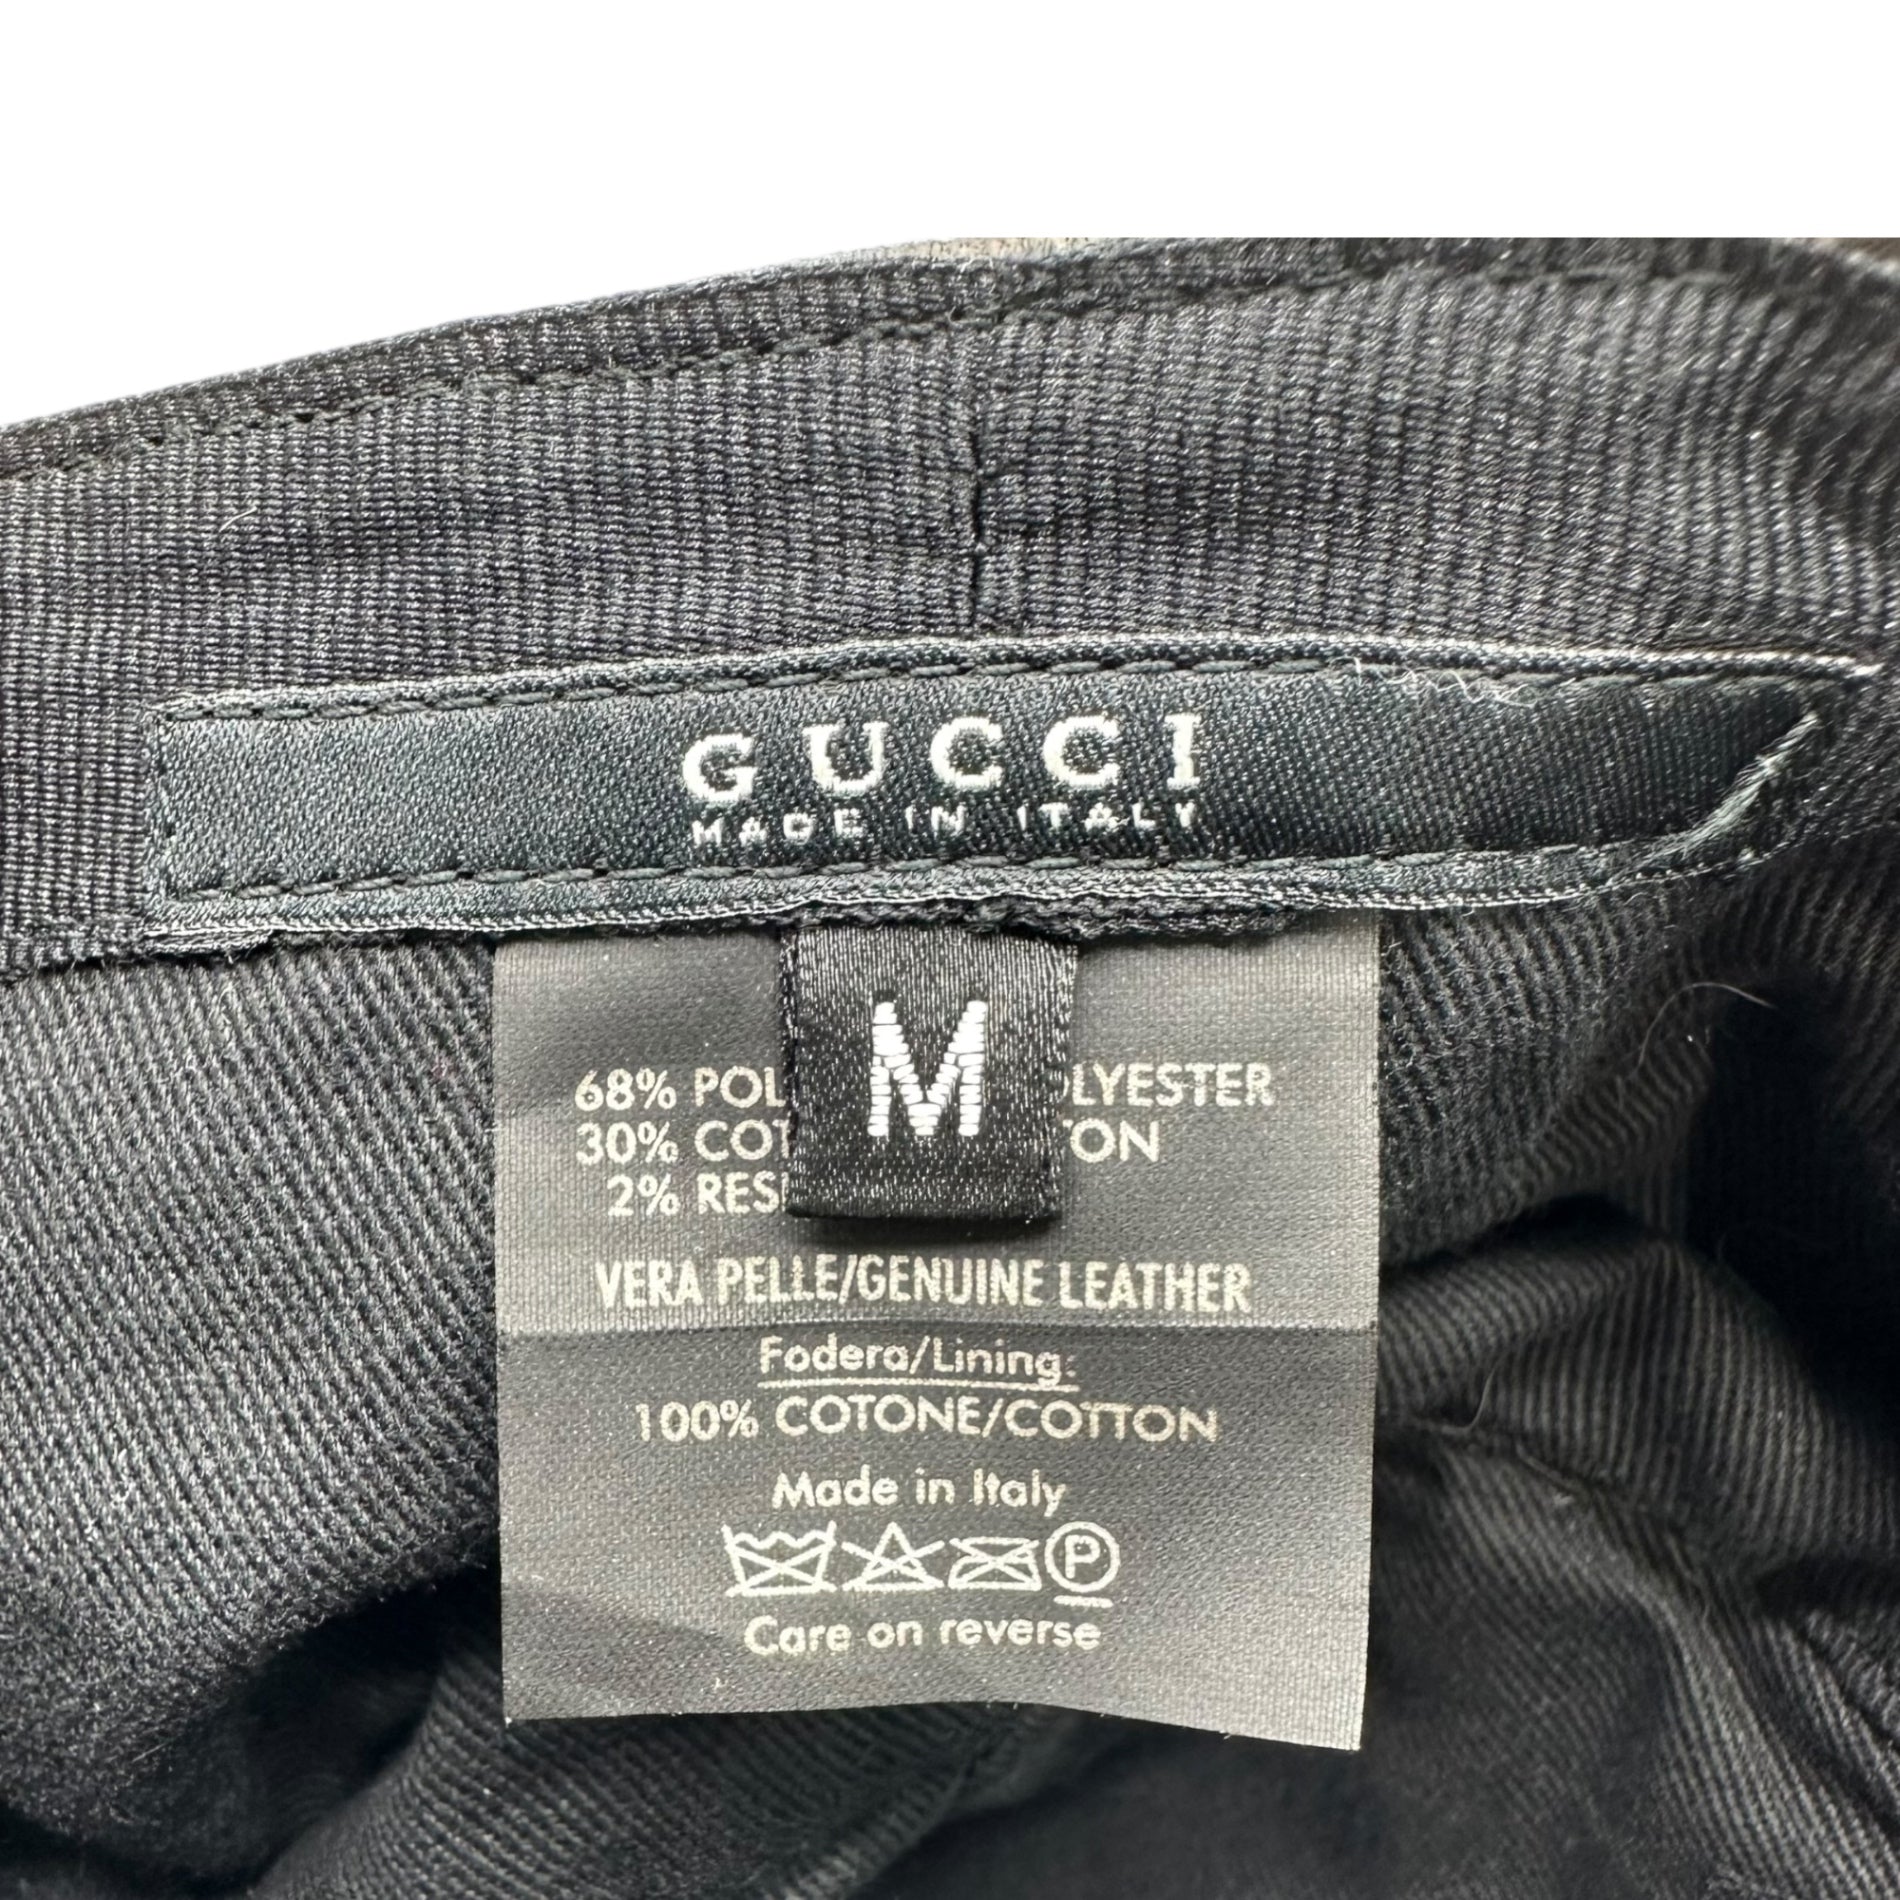 GUCCI
MADE IN ITALY
M
68% POL OLYESTER
30% COT TON
2% RES
VERA PELLE/GENUINE LEATHER
Fodera/Lining:
100% COTONE/COTTON
Made in Italy
P
Care on reverse